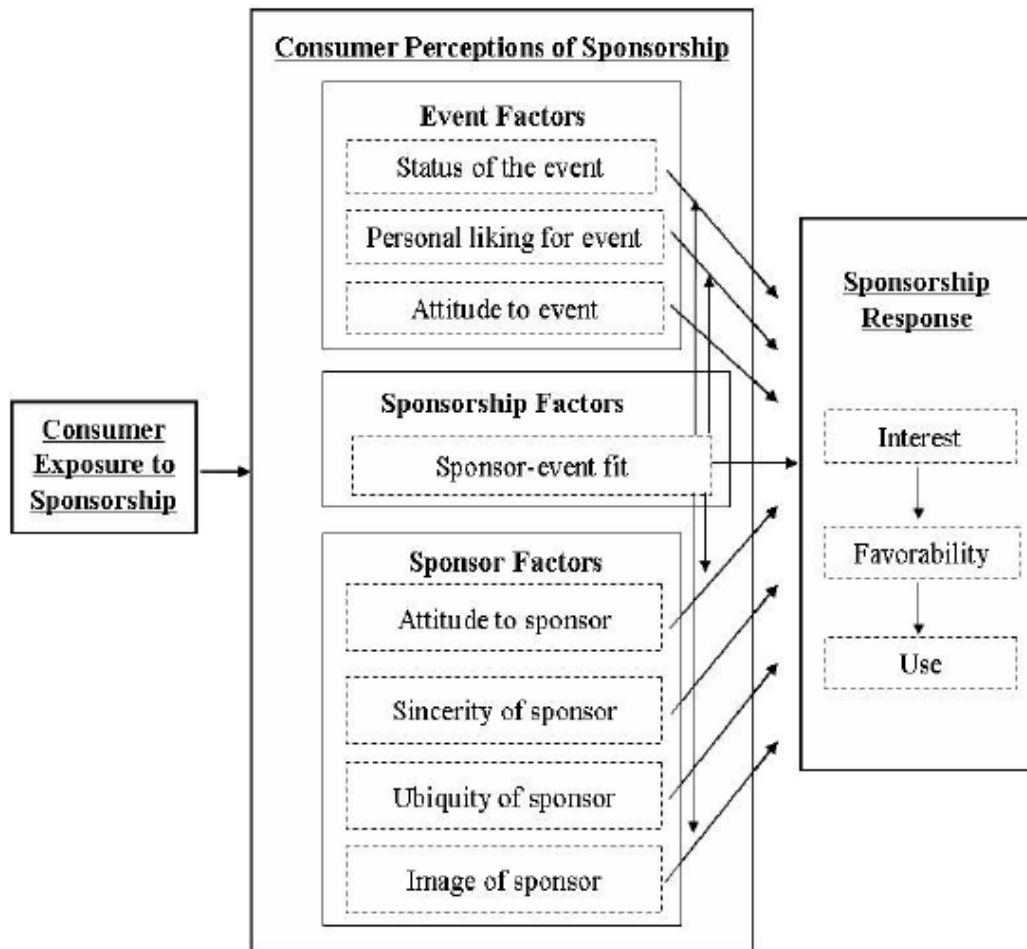 Consumer Perceptions of Sponsorship
Event Factors
Status of the event
Personal liking for event
Attitude to event
Sponsorship Factors
Sponsor-event fit
Sponsor Factors
Attitude to sponsor
Sincerity of sponsor
Ubiquity of sponsor
Image of sponsor
Consumer
Exposure to
Sponsorship
Sponsorship
Response
Interest
Favorability
Use